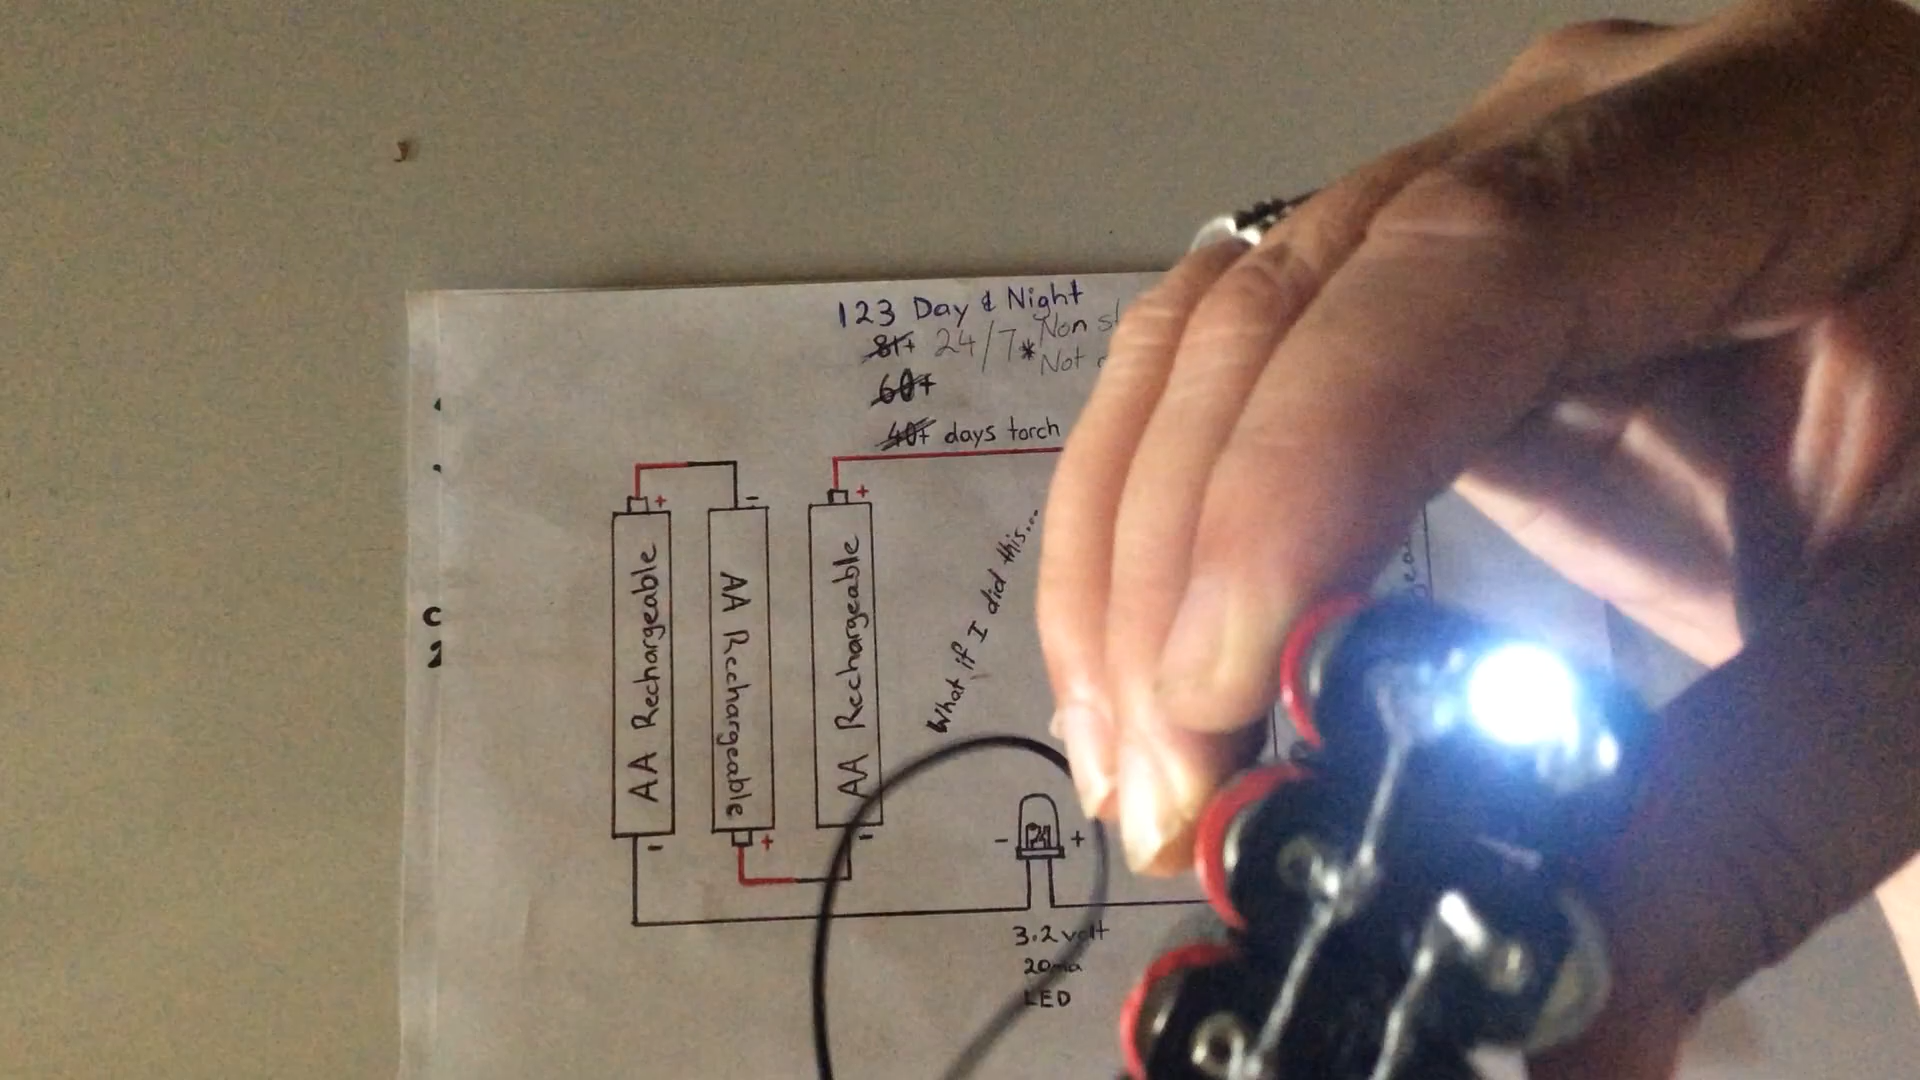 123 Day & Night
81+ 24/7 * Non
Not
60+
40+ days torch
+
-
+
AA Rechargeable
AA Rechargeable
AA Rechargeable
What if I did this...
-
+
-
-
+
3.2 volt
20ma
LED